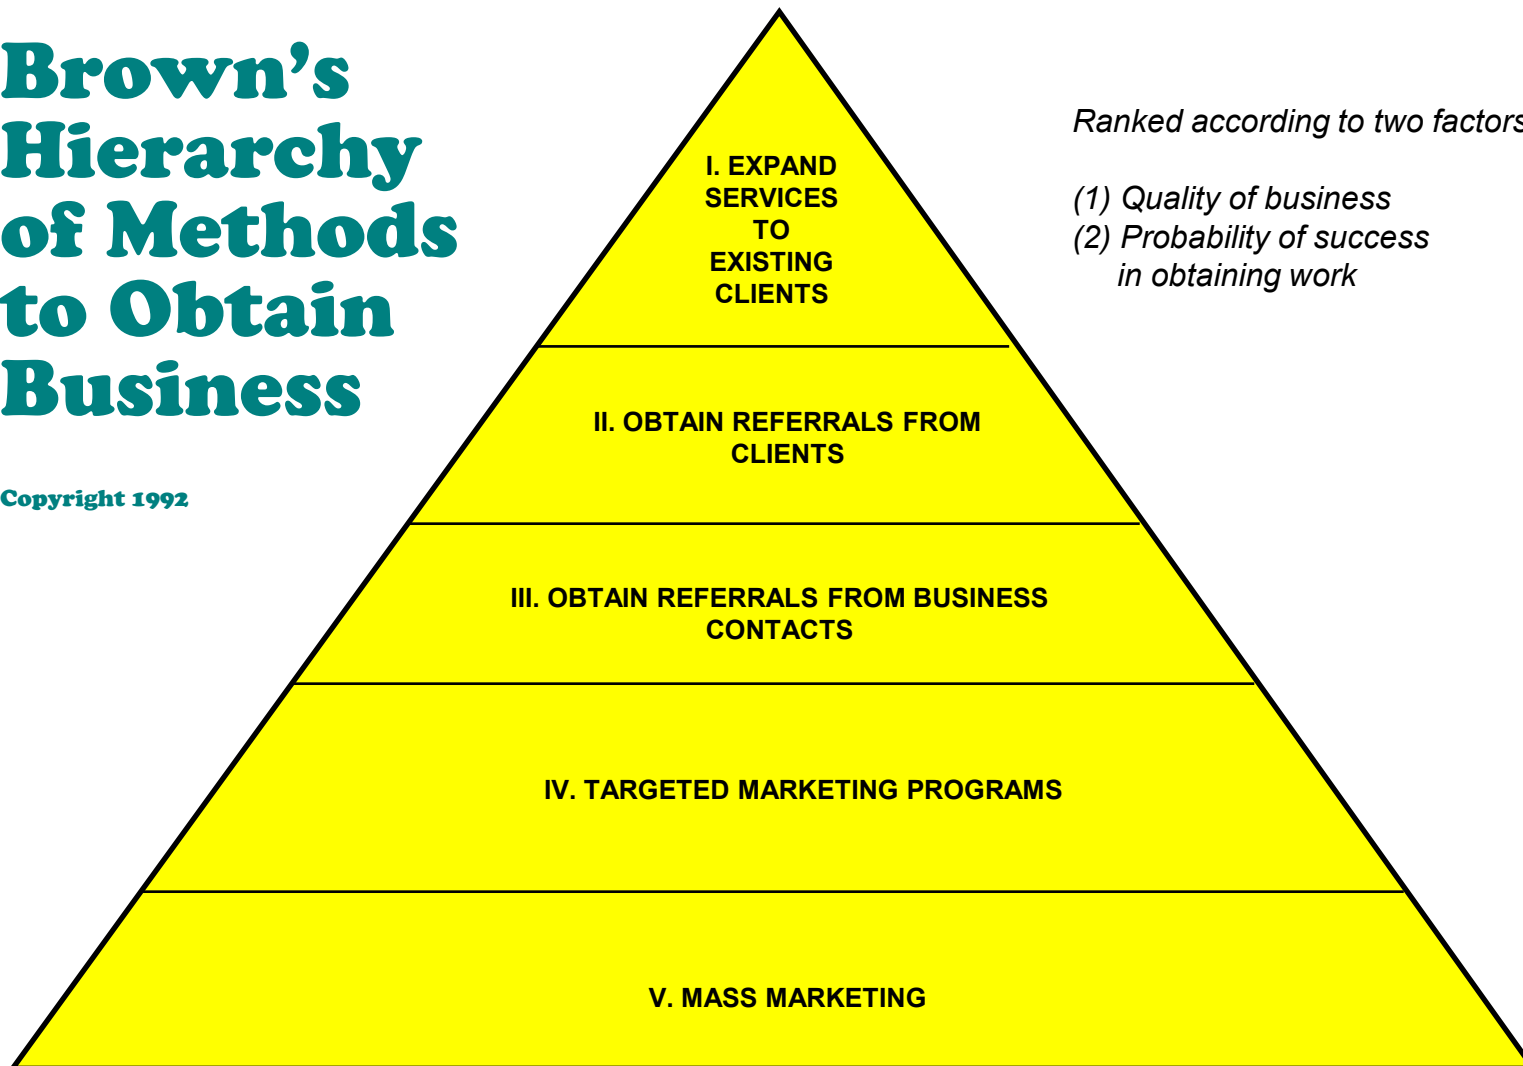 Brown’s
Hierarchy
of Methods
to Obtain
Business
Copyright 1992
Ranked according to two factors
(1) Quality of business
(2) Probability of success
in obtaining work
I. EXPAND
SERVICES
TO
EXISTING
CLIENTS
II. OBTAIN REFERRALS FROM
CLIENTS
III. OBTAIN REFERRALS FROM BUSINESS
CONTACTS
IV. TARGETED MARKETING PROGRAMS
V. MASS MARKETING